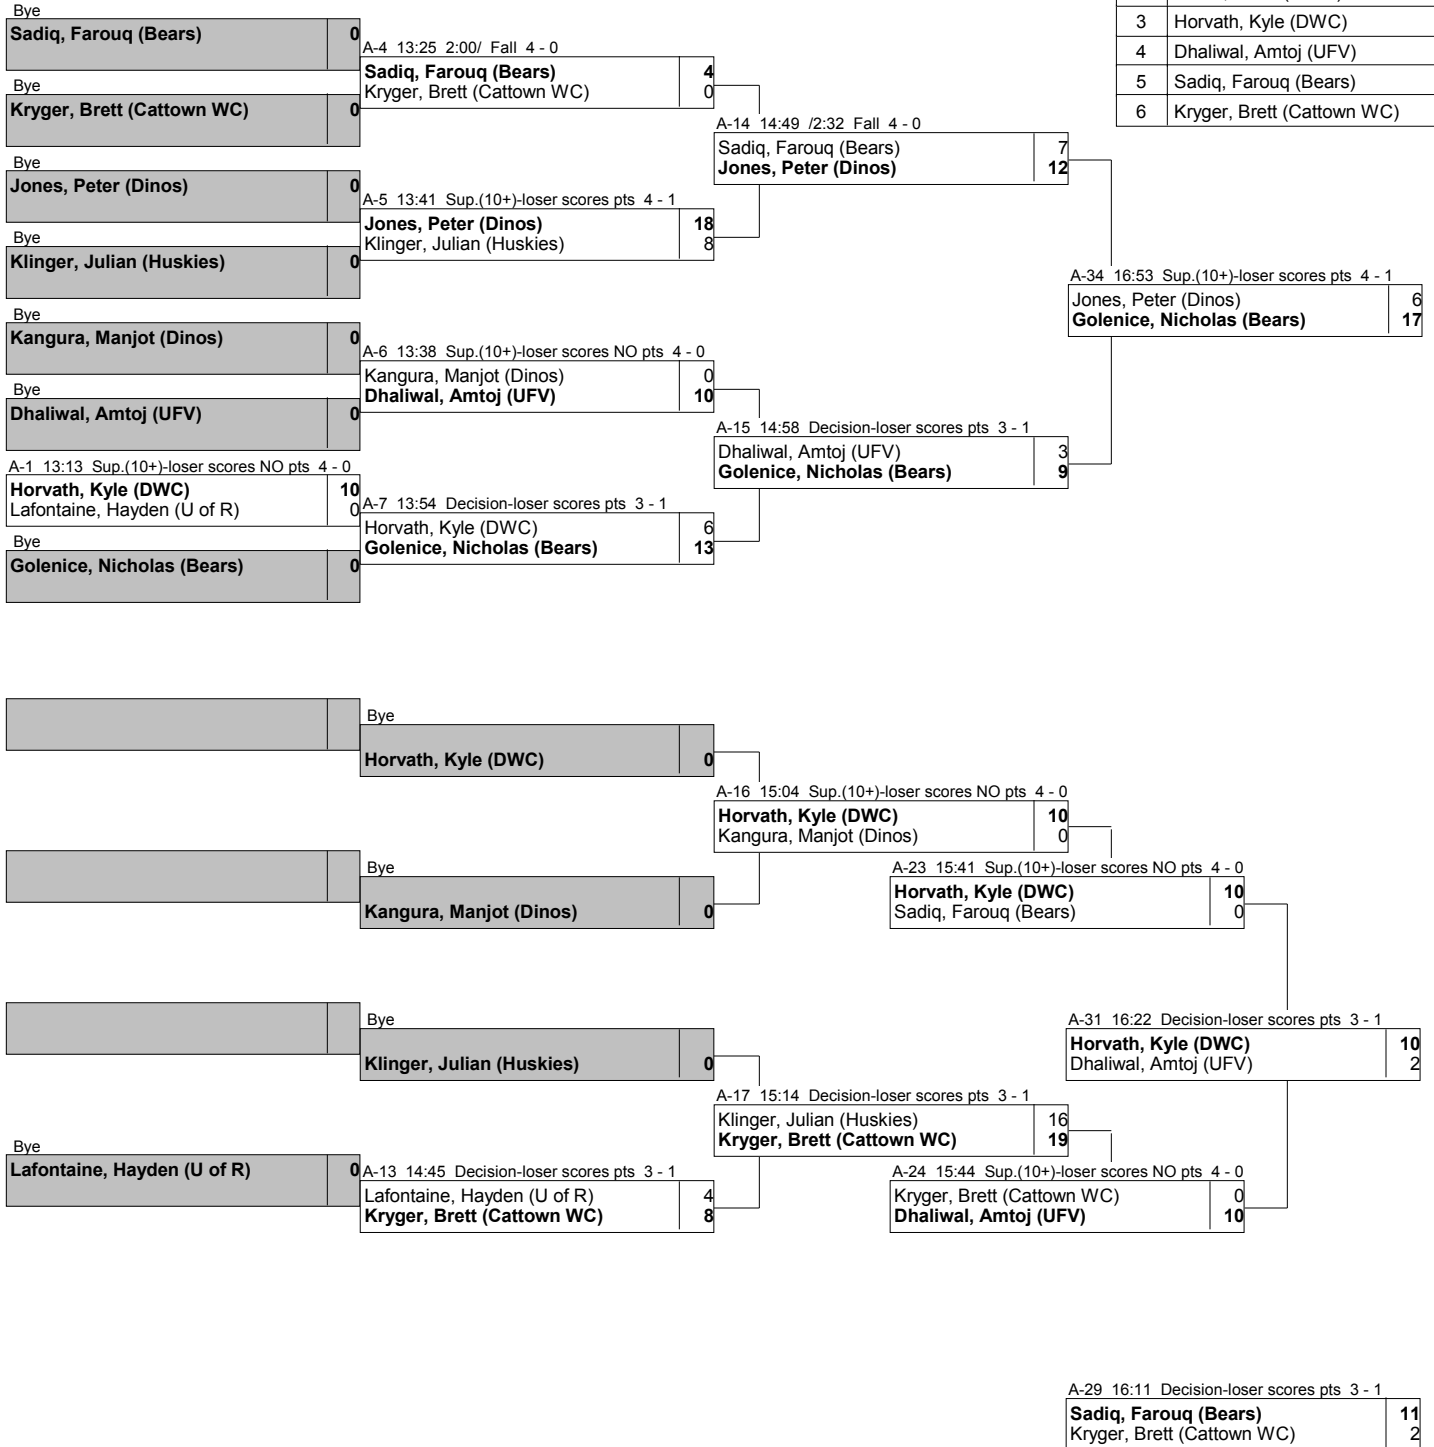 3 Horvath, Kyle (DWC)
4 Dhaliwal, Amtoj (UFV)
5 Sadiq, Farouq (Bears)
6 Kryger, Brett (Cattown WC)
Bye
Sadiq, Farouq (Bears) 0
Bye
Kryger, Brett (Cattown WC) 0
Bye
Jones, Peter (Dinos) 0
Bye
Klinger, Julian (Huskies) 0
Bye
Kangura, Manjot (Dinos) 0
Bye
Dhaliwal, Amtoj (UFV) 0
A-1 13:13 Sup.(10+)-loser scores NO pts 4 - 0
Horvath, Kyle (DWC) 10
Lafontaine, Hayden (U of R) 0
Bye
Golenice, Nicholas (Bears) 0
A-4 13:25 2:00/ Fall 4 - 0
Sadiq, Farouq (Bears) 4
Kryger, Brett (Cattown WC) 0
A-5 13:41 Sup.(10+)-loser scores pts 4 - 1
Jones, Peter (Dinos) 18
Klinger, Julian (Huskies) 8
A-6 13:38 Sup.(10+)-loser scores NO pts 4 - 0
Kangura, Manjot (Dinos) 0
Dhaliwal, Amtoj (UFV) 10
A-7 13:54 Decision-loser scores pts 3 - 1
Horvath, Kyle (DWC) 6
Golenice, Nicholas (Bears) 13
A-14 14:49 /2:32 Fall 4 - 0
Sadiq, Farouq (Bears) 7
Jones, Peter (Dinos) 12
A-15 14:58 Decision-loser scores pts 3 - 1
Dhaliwal, Amtoj (UFV) 3
Golenice, Nicholas (Bears) 9
A-34 16:53 Sup.(10+)-loser scores pts 4 - 1
Jones, Peter (Dinos) 6
Golenice, Nicholas (Bears) 17
Bye
Horvath, Kyle (DWC) 0
Bye
Kangura, Manjot (Dinos) 0
Bye
Klinger, Julian (Huskies) 0
Bye
Lafontaine, Hayden (U of R) 0
A-13 14:45 Decision-loser scores pts 3 - 1
Lafontaine, Hayden (U of R) 4
Kryger, Brett (Cattown WC) 8
A-16 15:04 Sup.(10+)-loser scores NO pts 4 - 0
Horvath, Kyle (DWC) 10
Kangura, Manjot (Dinos) 0
A-17 15:14 Decision-loser scores pts 3 - 1
Klinger, Julian (Huskies) 16
Kryger, Brett (Cattown WC) 19
A-23 15:41 Sup.(10+)-loser scores NO pts 4 - 0
Horvath, Kyle (DWC) 10
Sadiq, Farouq (Bears) 0
A-24 15:44 Sup.(10+)-loser scores NO pts 4 - 0
Kryger, Brett (Cattown WC) 0
Dhaliwal, Amtoj (UFV) 10
A-31 16:22 Decision-loser scores pts 3 - 1
Horvath, Kyle (DWC) 10
Dhaliwal, Amtoj (UFV) 2
A-29 16:11 Decision-loser scores pts 3 - 1
Sadiq, Farouq (Bears) 11
Kryger, Brett (Cattown WC) 2